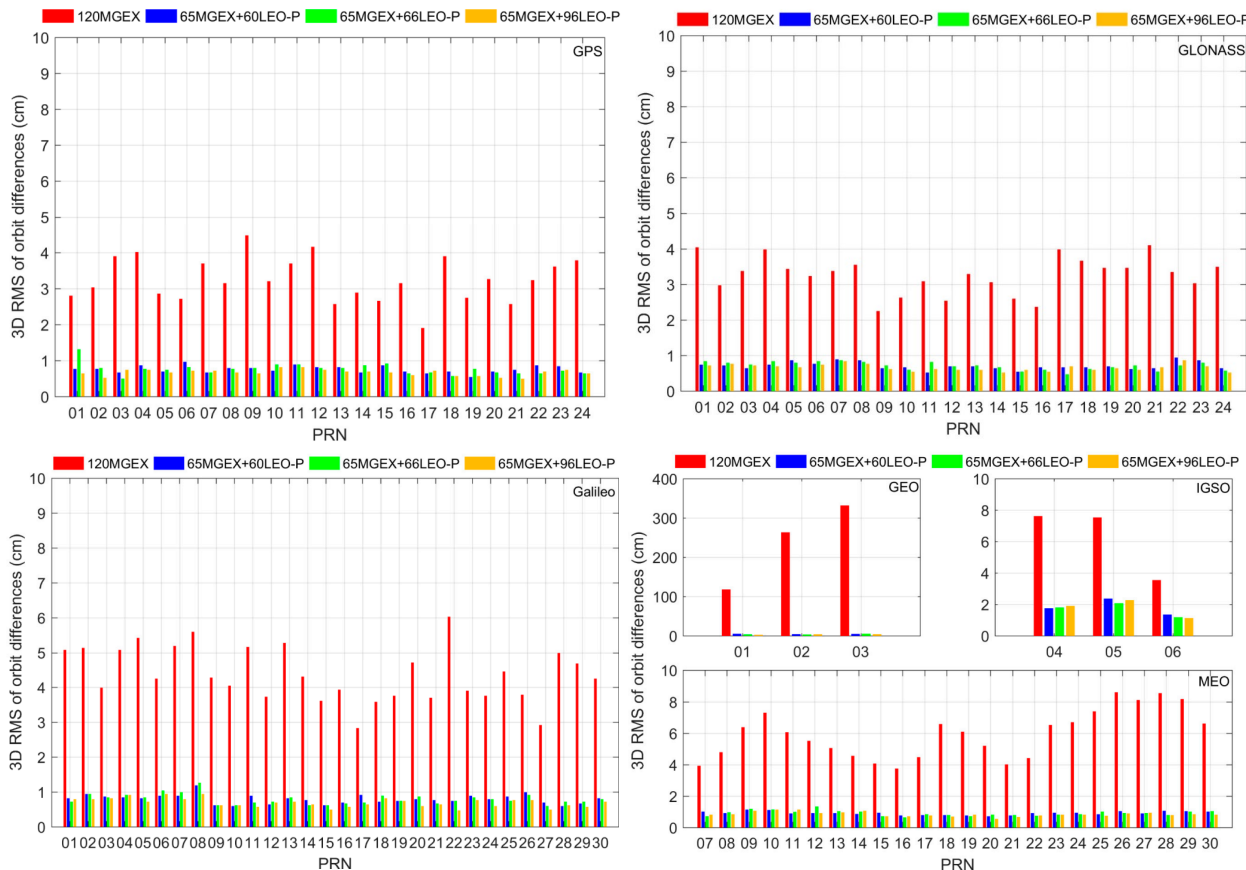 120MGEX 65MGEX+60LEO-P 65MGEX+66LEO-P 65MGEX+96LEO-P
GPS
3D RMS of orbit differences (cm)
10
9
8
7
6
5
4
3
2
1
0
01 02 03 04 05 06 07 08 09 10 11 12 13 14 15 16 17 18 19 20 21 22 23 24
PRN
120MGEX 65MGEX+60LEO-P 65MGEX+66LEO-P 65MGEX+96LEO-P
GLONASS
3D RMS of orbit differences (cm)
10
9
8
7
6
5
4
3
2
1
0
01 02 03 04 05 06 07 08 09 10 11 12 13 14 15 16 17 18 19 20 21 22 23 24
PRN
120MGEX 65MGEX+60LEO-P 65MGEX+66LEO-P 65MGEX+96LEO-P
Galileo
3D RMS of orbit differences (cm)
10
9
8
7
6
5
4
3
2
1
0
01 02 03 04 05 06 07 08 09 10 11 12 13 14 15 16 17 18 19 20 21 22 23 24 25 26 27 28 29 30
PRN
120MGEX 65MGEX+60LEO-P 65MGEX+66LEO-P 65MGEX+96LEO-P
3D RMS of orbit differences (cm)
GEO
400
300
200
100
0
01 02 03
IGSO
10
8
6
4
2
0
04 05 06
MEO
10
8
6
4
2
0
07 08 09 10 11 12 13 14 15 16 17 18 19 20 21 22 23 24 25 26 27 28 29 30
PRN